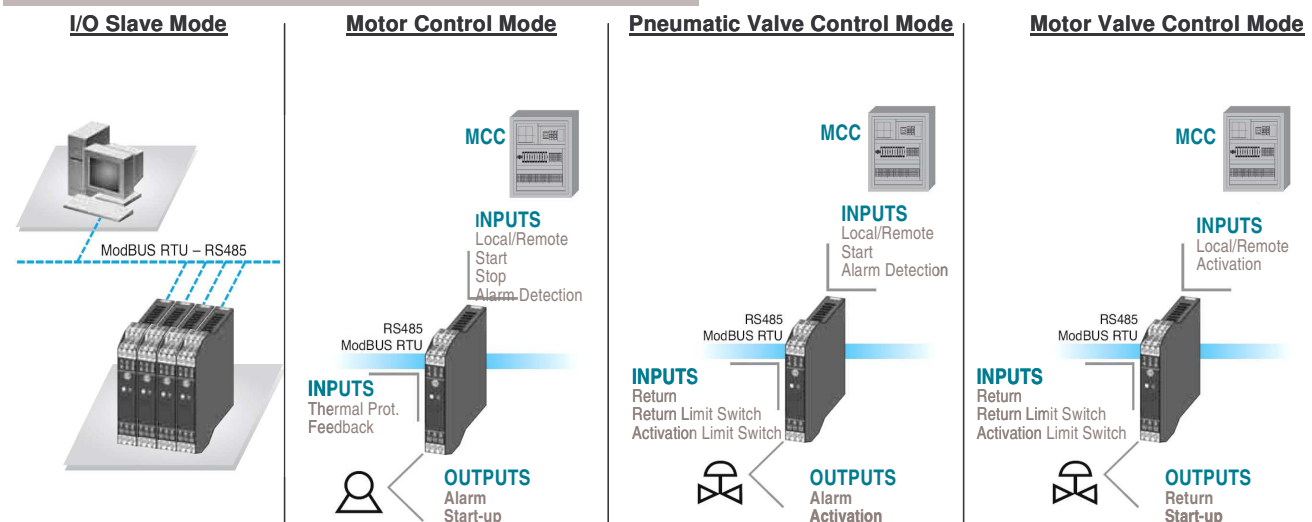 I/O Slave Mode
ModBUS RTU – RS485
Motor Control Mode
MCC
INPUTS
Local/Remote
Start
Stop
Alarm Detection
RS485
ModBUS RTU
INPUTS
Thermal Prot.
Feedback
OUTPUTS
Alarm
Start-up
Pneumatic Valve Control Mode
MCC
INPUTS
Local/Remote
Start
Alarm Detection
RS485
ModBUS RTU
INPUTS
Return
Return Limit Switch
Activation Limit Switch
OUTPUTS
Alarm
Activation
Motor Valve Control Mode
MCC
INPUTS
Local/Remote
Activation
RS485
ModBUS RTU
INPUTS
Return
Return Limit Switch
Activation Limit Switch
OUTPUTS
Return
Start-up